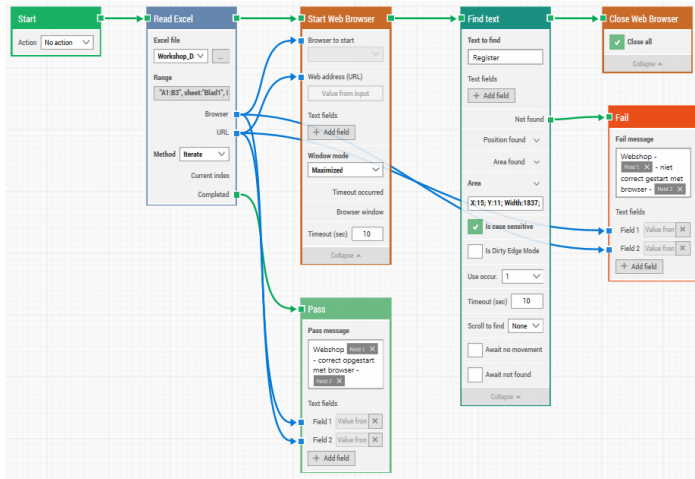 Start
Action No action
Read Excel
Excel file
Workshop_D
...
Range
"A1:B3", sheet:"Blad1",
Browser
URL
Method Iterate
Current index
Completed
Start Web Browser
Browser to start
Web address (URL)
Value from input
Text fields
+ Add field
Window mode
Maximized
Timeout occurred
Browser window
Timeout (sec) 10
Collapse
Pass
Pass message
Webshop Field 1 X
- correct opgestart
met browser -
Field 2 X
Text fields
Field 1 Value fron X
Field 2 Value fron X
+ Add field
Find text
Text to find
Register
Text fields
+ Add field
Not found
Position found
Area found
Area
X:15; Y:11; Width:1837;
Is case sensitive
Is Dirty Edge Mode
Use occur. 1
Timeout (sec) 10
Scroll to find None
Await no movement
Await not found
Collapse
Close Web Browser
Close all
Collapse
Fail
Fail message
Webshop -
Field 1 X - niet
correct gestart met
browser - Field 2 X
Text fields
Field 1 Value fron X
Field 2 Value fron X
+ Add field